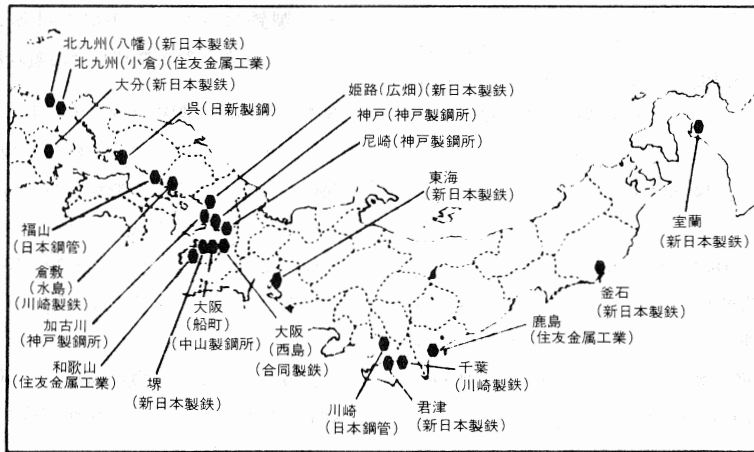 北九州(八幡)(新日本製鉄)
北九州(小倉)(住友金属工業)
大分(新日本製鉄)
呉(日新製鋼)
姫路(広畑)(新日本製鉄)
神戸(神戸製鋼所)
尼崎(神戸製鋼所)
東海
(新日本製鉄)
室蘭
(新日本製鉄)
福山
(日本鋼管)
倉敷
(水島)
(川崎製鉄)
加古川
(神戸製鋼所)
和歌山
(住友金属工業)
堺
(新日本製鉄)
大阪
(船町)
(中山製鋼所)
大阪
(西島)
(合同製鉄)
川崎
(日本鋼管)
君津
(新日本製鉄)
千葉
(川崎製鉄)
鹿島
(住友金属工業)
釜石
(新日本製鉄)